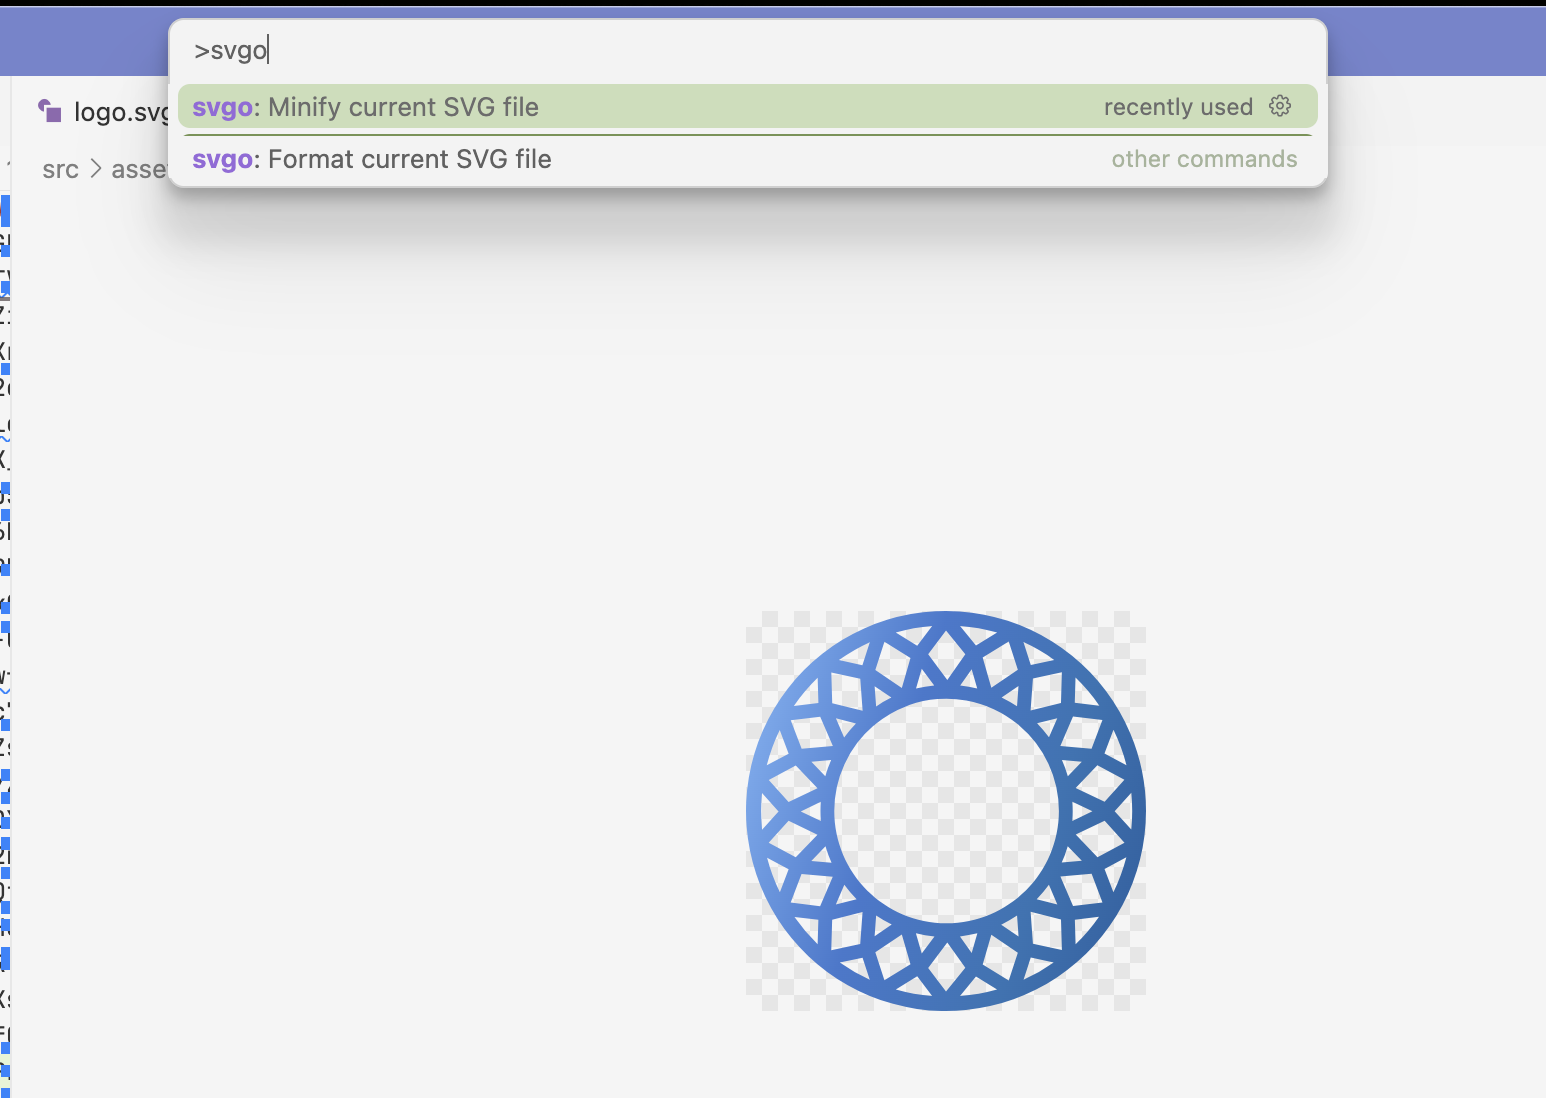 >svgo
svgo: Minify current SVG file recently used
svgo: Format current SVG file other commands
logo.svg
src > asse